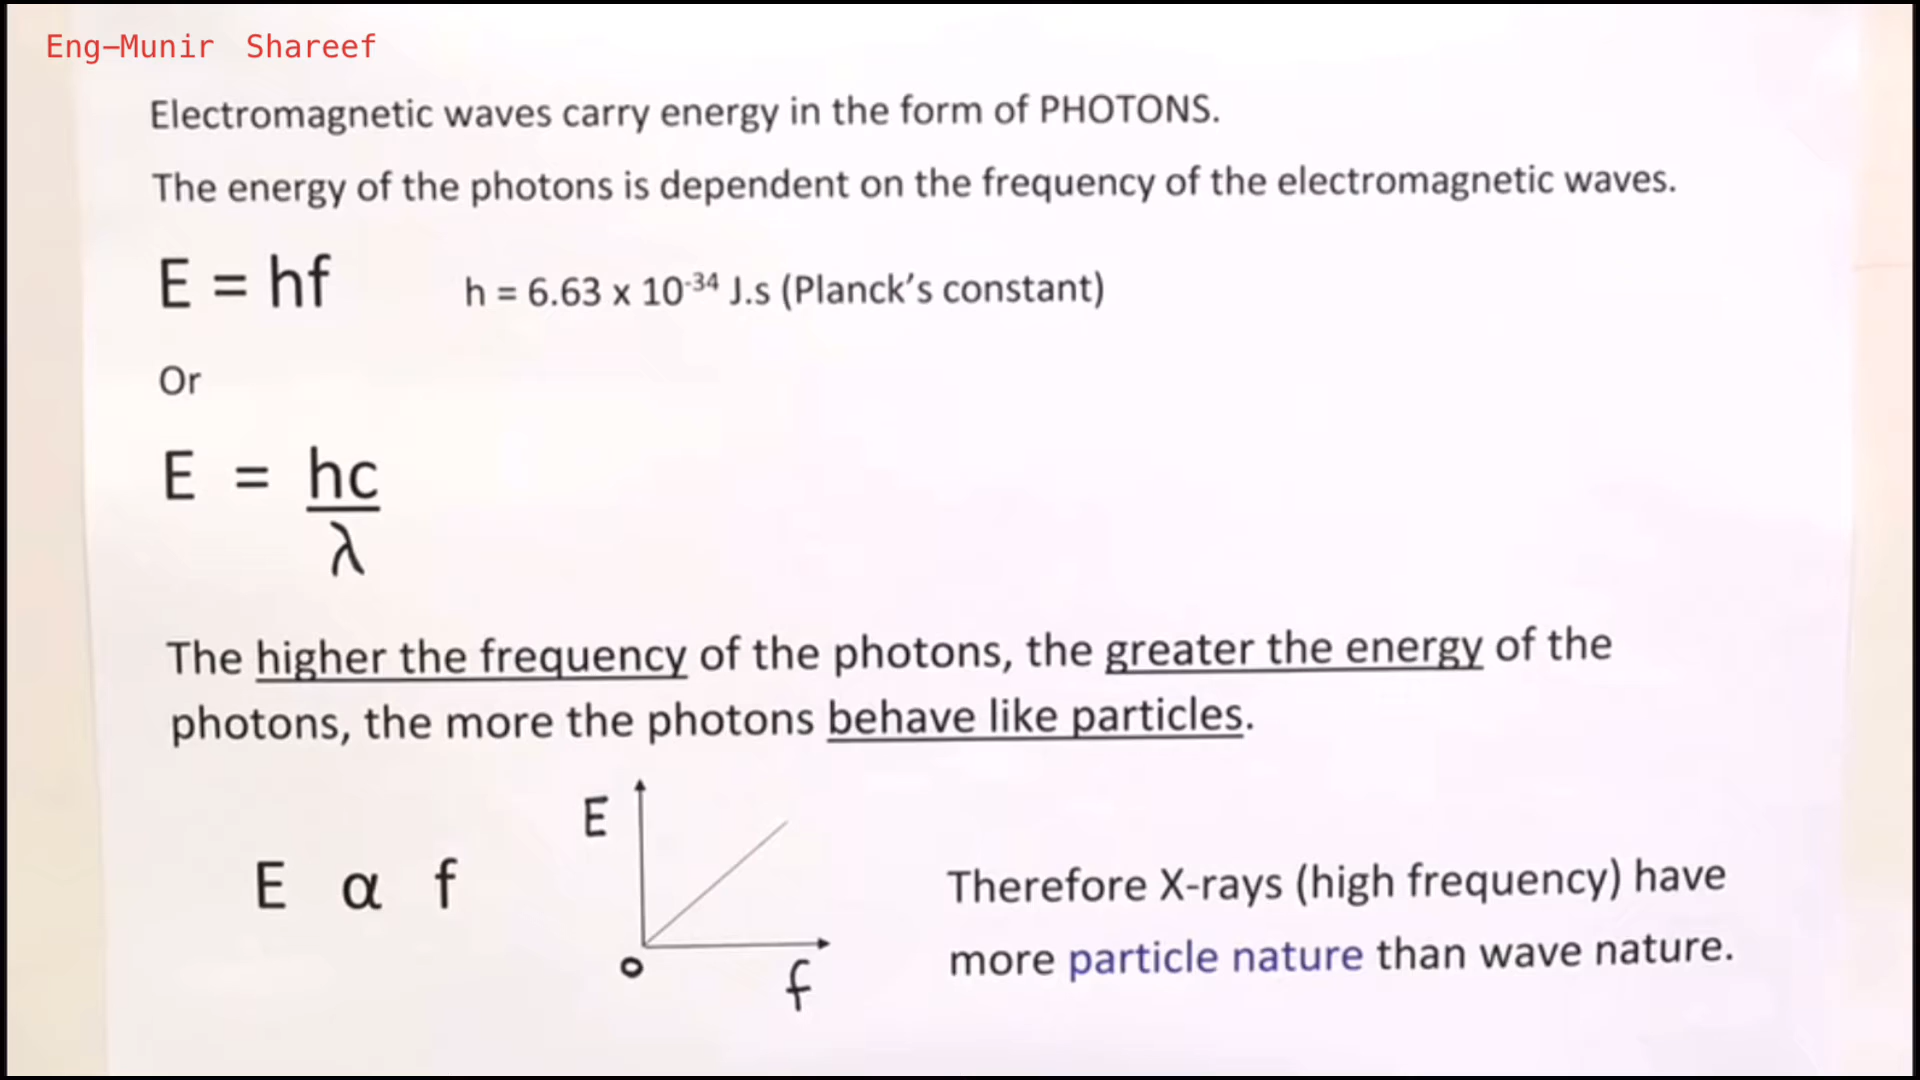 Eng-Munir Shareef
Electromagnetic waves carry energy in the form of PHOTONS.
The energy of the photons is dependent on the frequency of the electromagnetic waves.
E = hf h = 6.63 x 10⁻³⁴ J.s (Planck’s constant)
Or
E = hc
λ
The higher the frequency of the photons, the greater the energy of the
photons, the more the photons behave like particles.
E
E α f
Therefore X-rays (high frequency) have
more particle nature than wave nature.
0
f